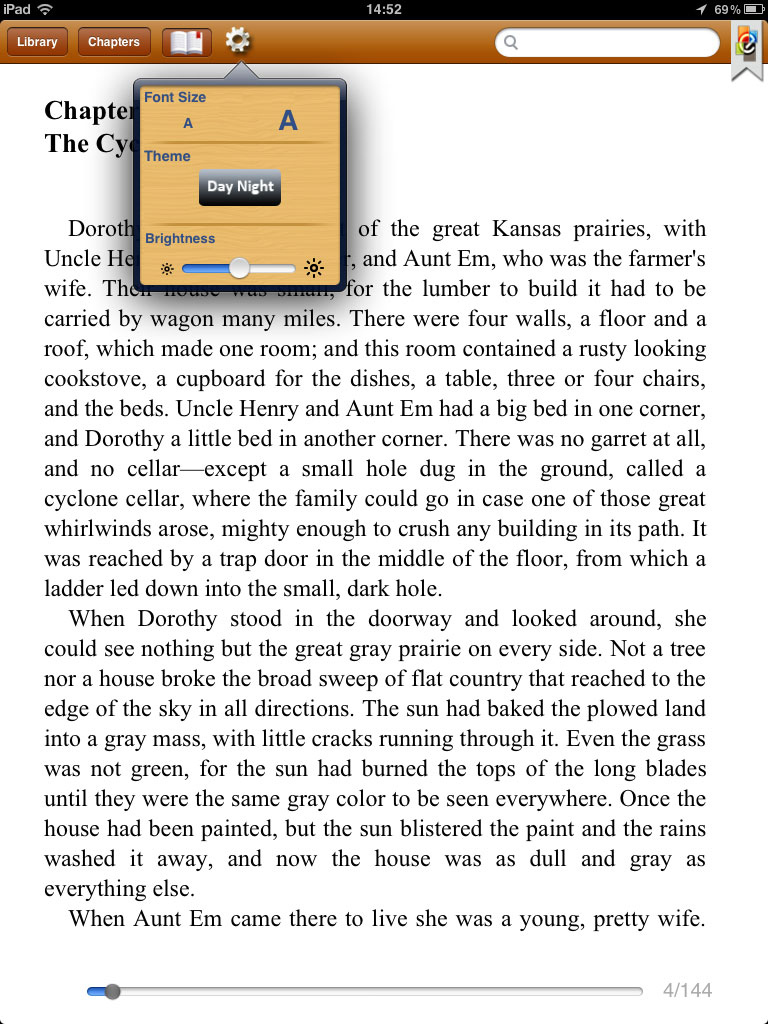 iPad 14:52 69%
Library Chapters
Font Size
A A
Theme
Day Night
Brightness
Chapter
The Cyc
Doroth of the great Kansas prairies, with
Uncle He r, and Aunt Em, who was the farmer's
wife. Their house was small, for the lumber to build it had to be
carried by wagon many miles. There were four walls, a floor and a
roof, which made one room; and this room contained a rusty looking
cookstove, a cupboard for the dishes, a table, three or four chairs,
and the beds. Uncle Henry and Aunt Em had a big bed in one corner,
and Dorothy a little bed in another corner. There was no garret at all,
and no cellar—except a small hole dug in the ground, called a
cyclone cellar, where the family could go in case one of those great
whirlwinds arose, mighty enough to crush any building in its path. It
was reached by a trap door in the middle of the floor, from which a
ladder led down into the small, dark hole.
When Dorothy stood in the doorway and looked around, she
could see nothing but the great gray prairie on every side. Not a tree
nor a house broke the broad sweep of flat country that reached to the
edge of the sky in all directions. The sun had baked the plowed land
into a gray mass, with little cracks running through it. Even the grass
was not green, for the sun had burned the tops of the long blades
until they were the same gray color to be seen everywhere. Once the
house had been painted, but the sun blistered the paint and the rains
washed it away, and now the house was as dull and gray as
everything else.
When Aunt Em came there to live she was a young, pretty wife.
4/144